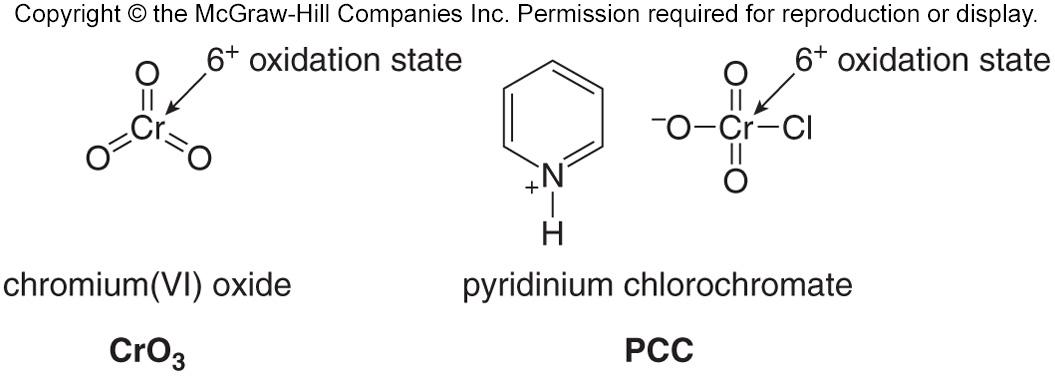 Copyright © the McGraw-Hill Companies Inc. Permission required for reproduction or display.
6+ oxidation state
O
Cr
O O
6+ oxidation state
O
−O−Cr−Cl
O
+N
H
chromium(VI) oxide
pyridinium chlorochromate
CrO3
PCC